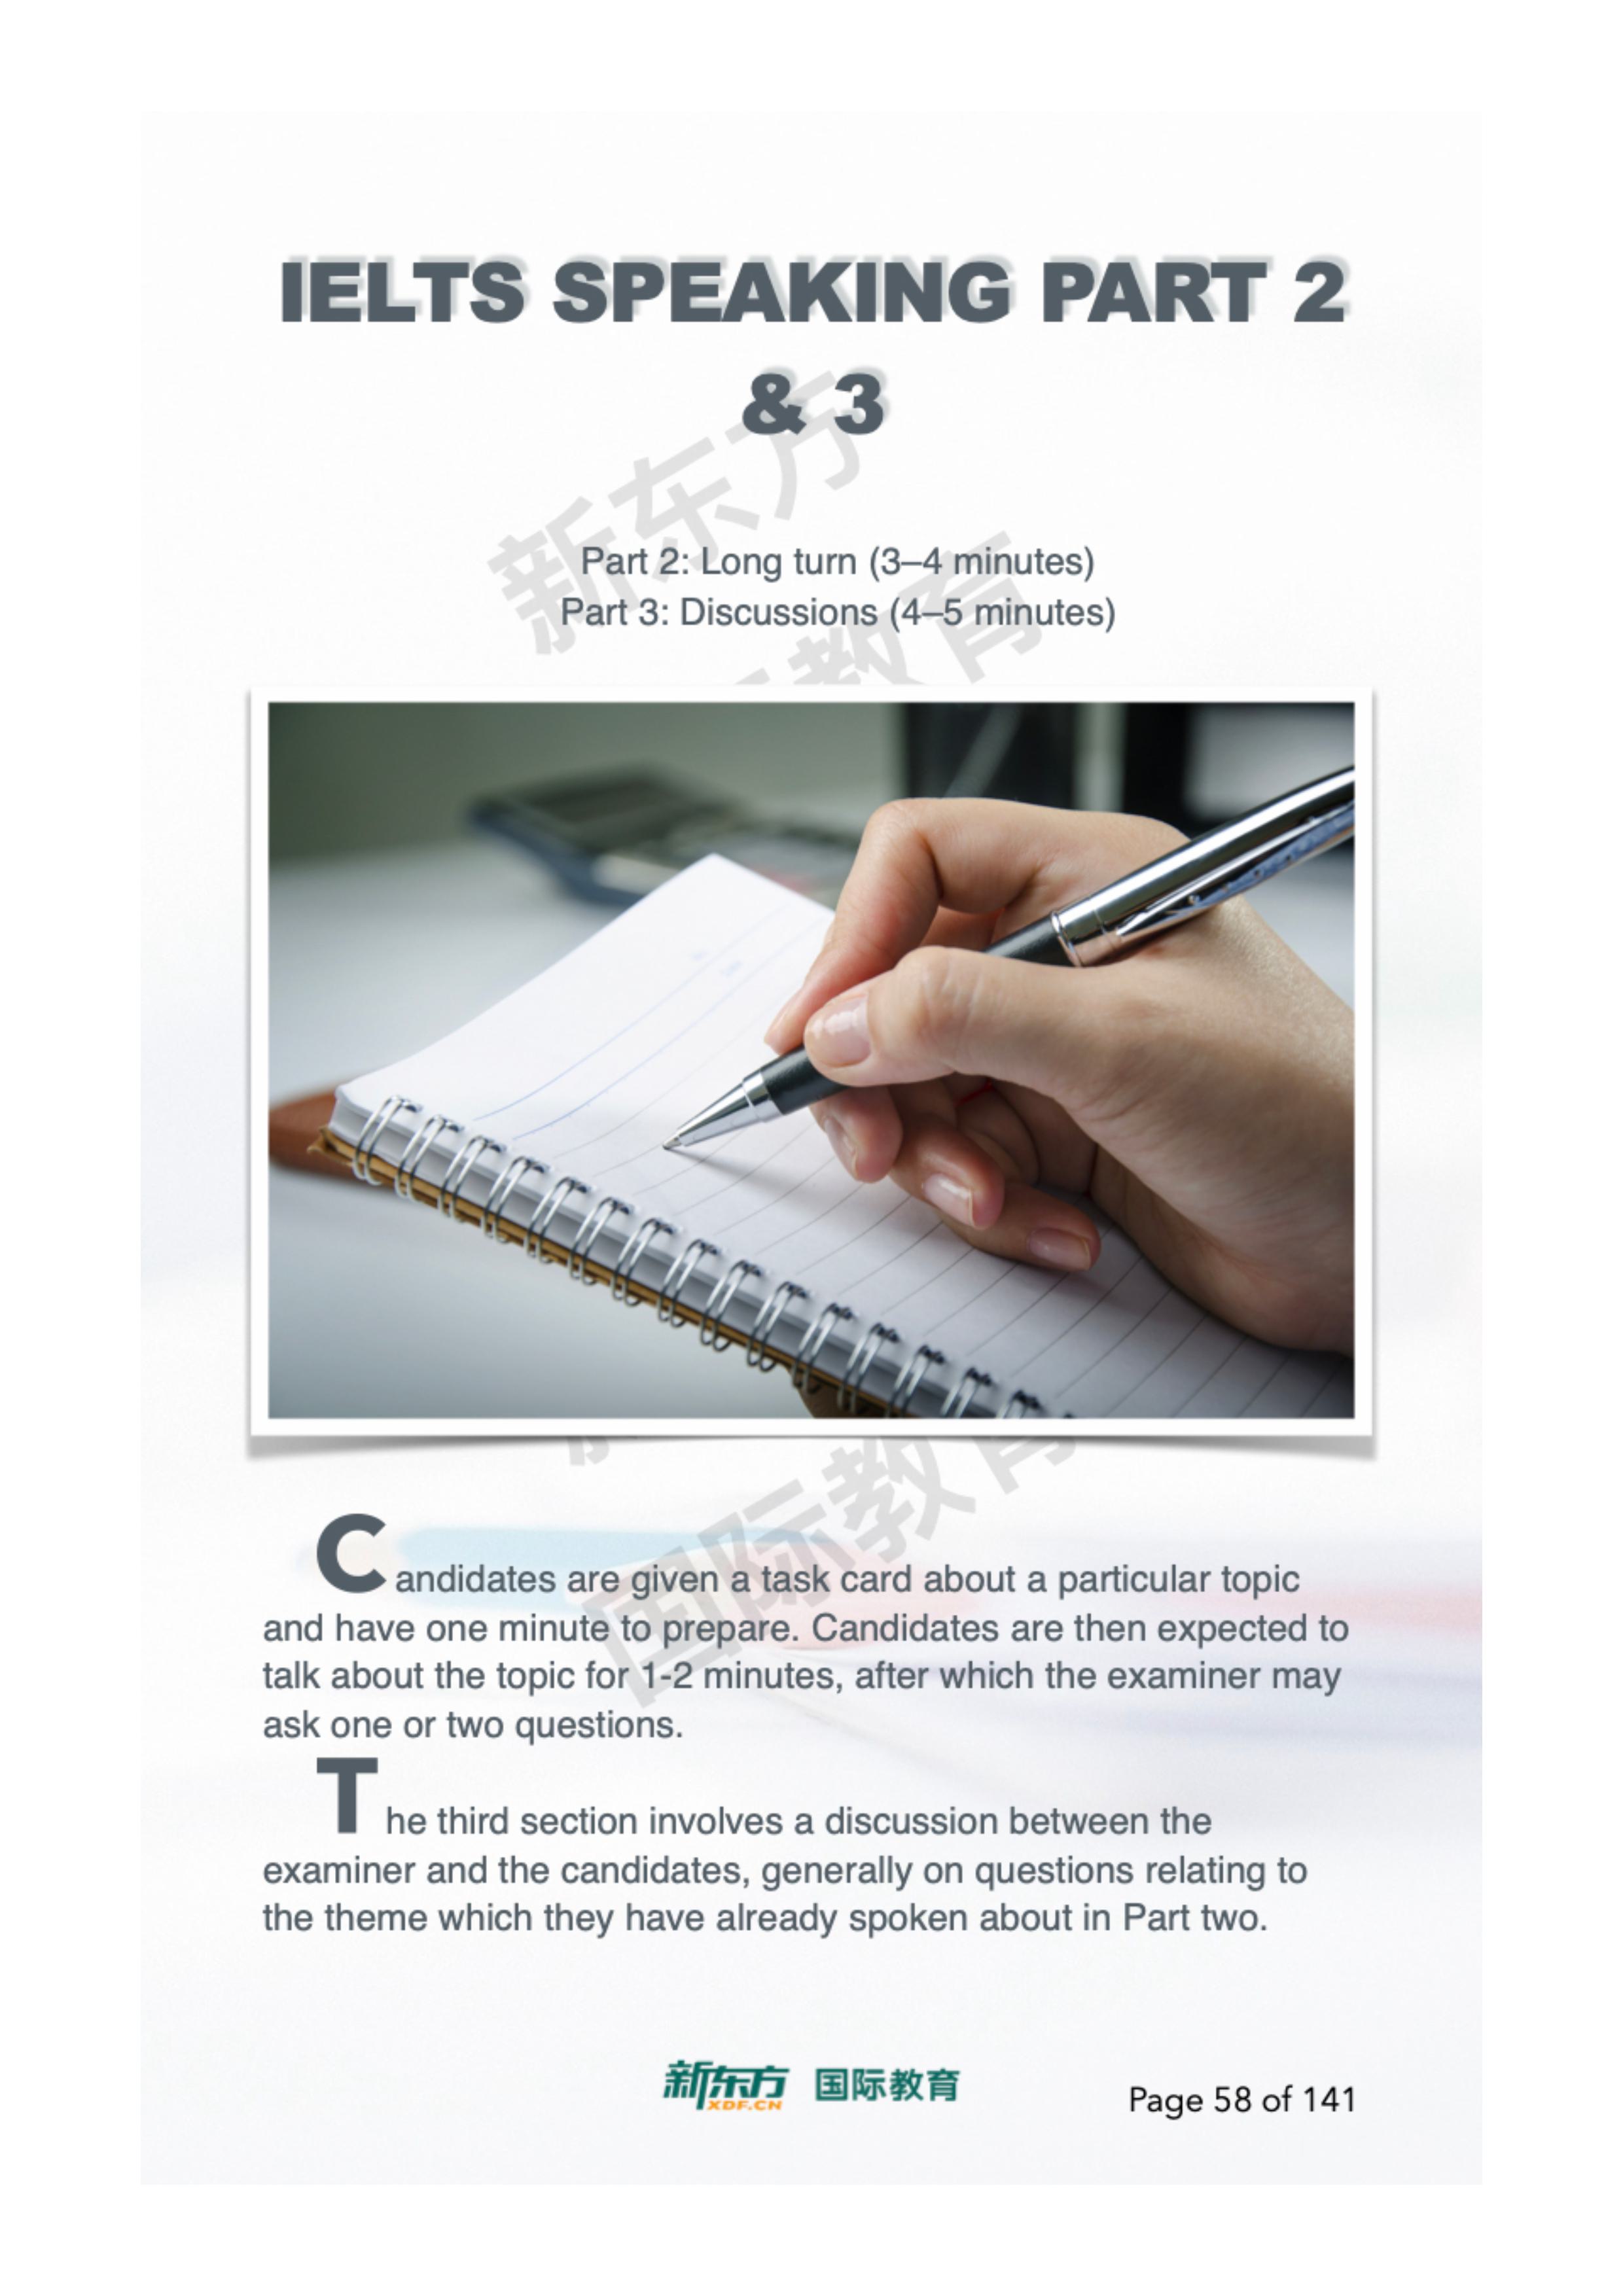 IELTS SPEAKING PART 2
& 3
新东方
Part 2: Long turn (3–4 minutes)
Part 3: Discussions (4–5 minutes)
教育
国际教育
Candidates are given a task card about a particular topic
and have one minute to prepare. Candidates are then expected to
talk about the topic for 1-2 minutes, after which the examiner may
ask one or two questions.
The third section involves a discussion between the
examiner and the candidates, generally on questions relating to
the theme which they have already spoken about in Part two.
新东方 国际教育
XDF.CN
Page 58 of 141